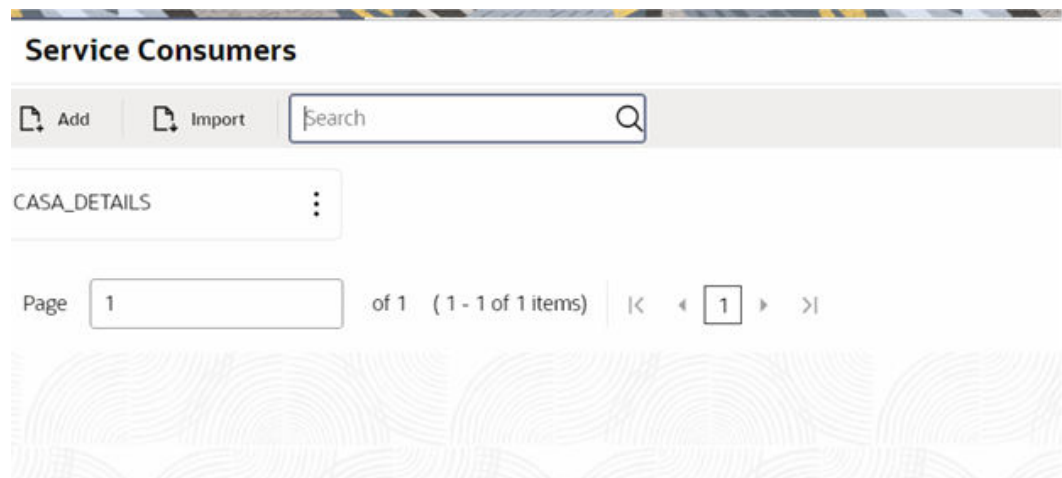 Service Consumers
Add Import Search
CASA_DETAILS
Page 1 of 1 ( 1 - 1 of 1 items) 1